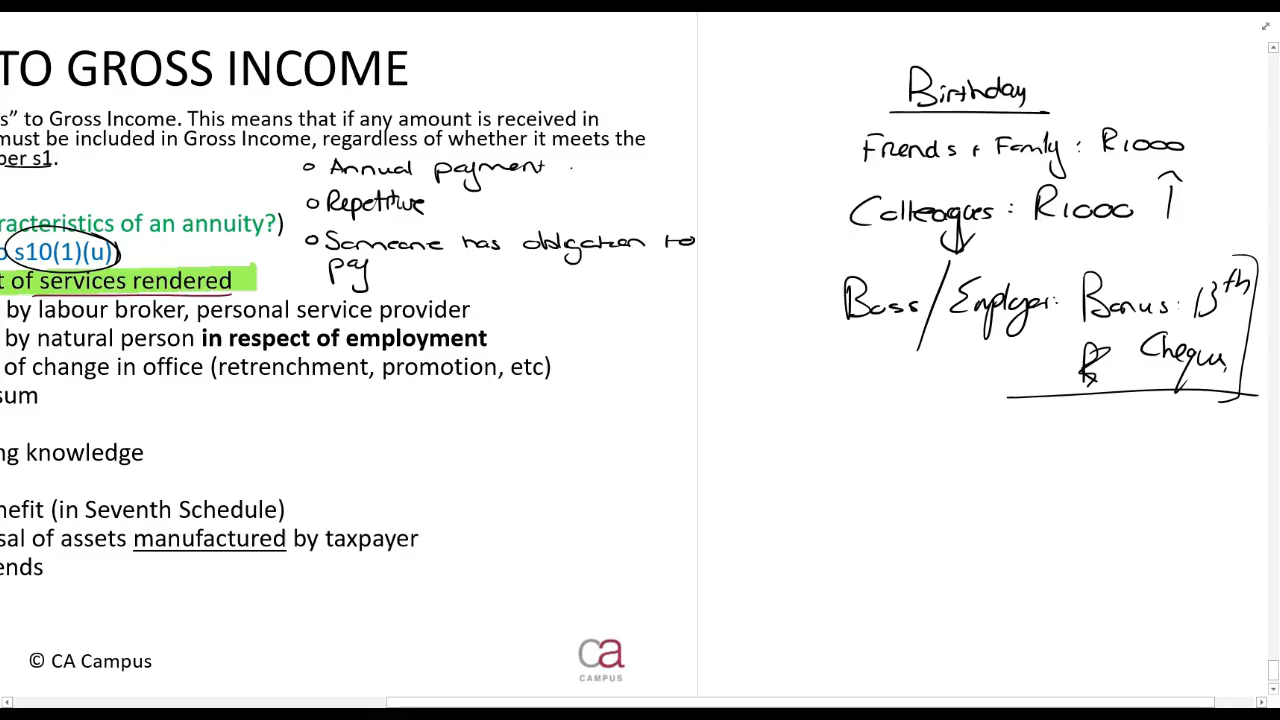 TO GROSS INCOME
s” to Gross Income. This means that if any amount is received in
must be included in Gross Income, regardless of whether it meets the
per s1.
o Annual payment
o Repetitive
aracteristics of an annuity?)
o Someone has obligation to
pay
o s10(1)(u))
t of services rendered
by labour broker, personal service provider
by natural person in respect of employment
of change in office (retrenchment, promotion, etc)
sum
ng knowledge
nefit (in Seventh Schedule)
sal of assets manufactured by taxpayer
ends
© CA Campus
ca
CAMPUS
Birthday
Friends + Family : R1000
Colleagues : R1000 ↑
Boss / Employer: Bonus: 13th
Cheque